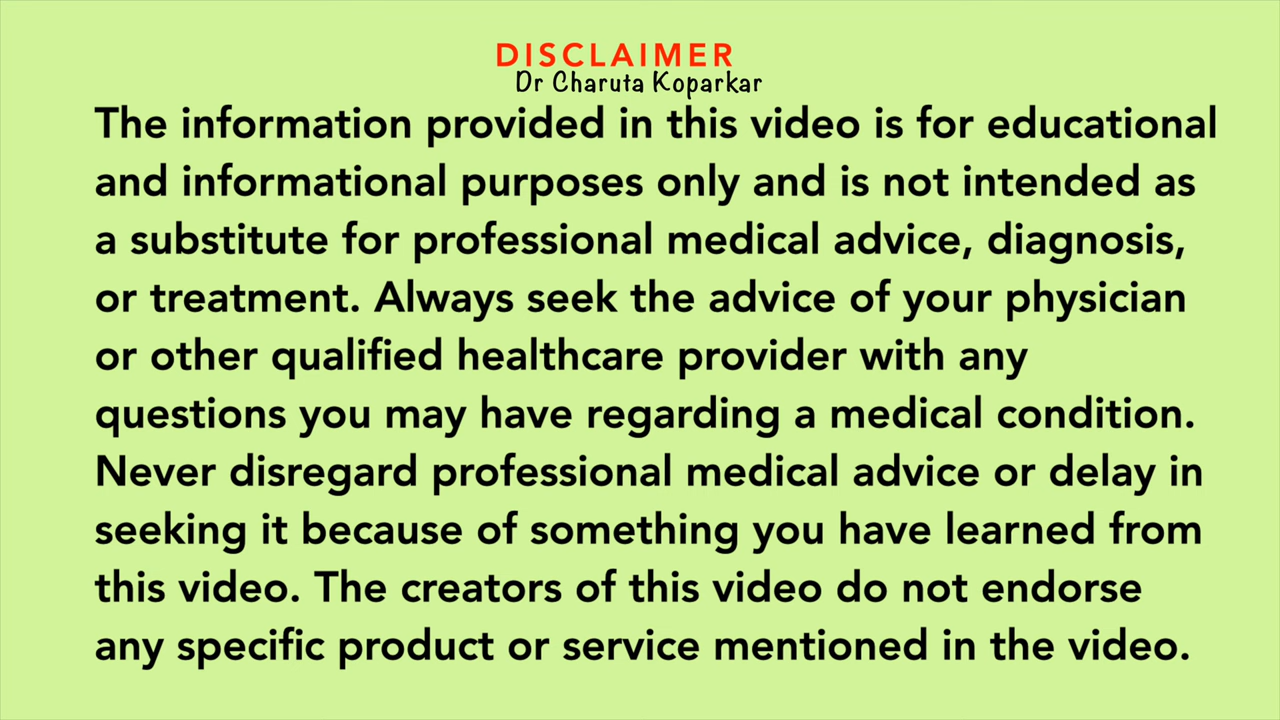 DISCLAIMER
Dr Charuta Koparkar
The information provided in this video is for educational
and informational purposes only and is not intended as
a substitute for professional medical advice, diagnosis,
or treatment. Always seek the advice of your physician
or other qualified healthcare provider with any
questions you may have regarding a medical condition.
Never disregard professional medical advice or delay in
seeking it because of something you have learned from
this video. The creators of this video do not endorse
any specific product or service mentioned in the video.